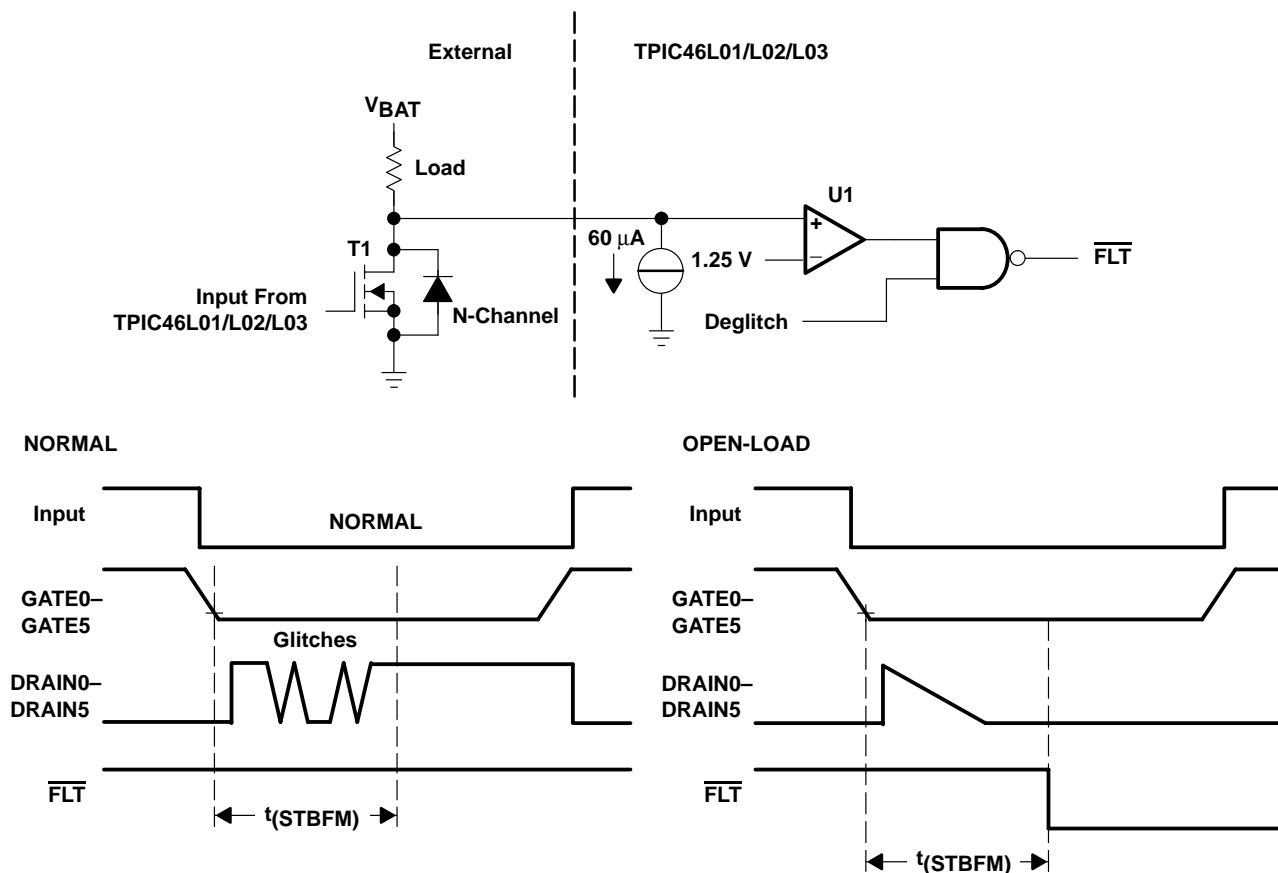 External
TPIC46L01/L02/L03
VBAT
Load
U1
T1
60 μA
+
–
1.25 V
FLT
Input From
TPIC46L01/L02/L03
N-Channel
Deglitch
NORMAL
OPEN-LOAD
Input
NORMAL
Input
GATE0–
GATE5
GATE0–
GATE5
Glitches
DRAIN0–
DRAIN5
DRAIN0–
DRAIN5
FLT
FLT
t(STBFM)
t(STBFM)